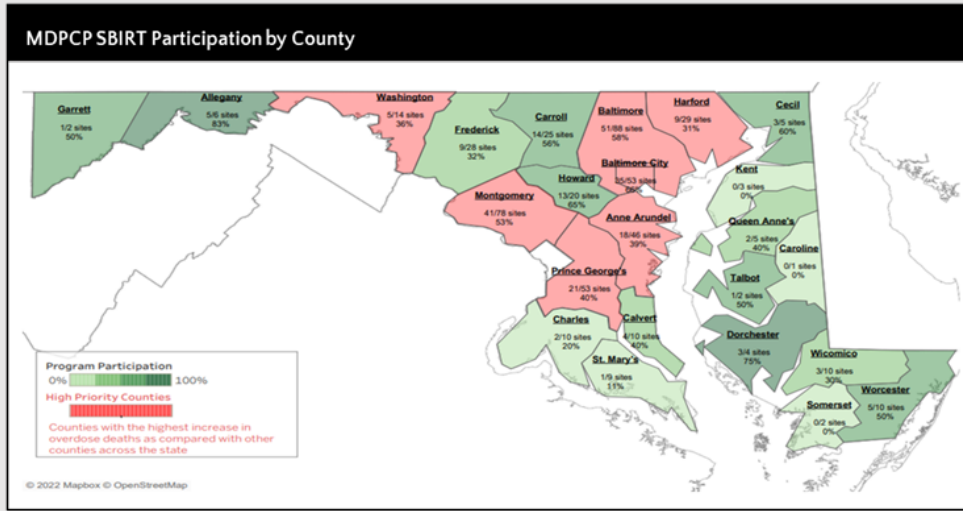 MDPCP SBIRT Participation by County
Garrett
1/2 sites
50%
Allegany
5/6 sites
83%
Washington
5/14 sites
36%
Frederick
9/28 sites
32%
Carroll
14/25 sites
56%
Baltimore
51/88 sites
58%
Harford
9/29 sites
31%
Cecil
3/5 sites
60%
Baltimore City
35/53 sites
66%
Howard
13/20 sites
65%
Kent
0/3 sites
0%
Montgomery
41/78 sites
53%
Anne Arundel
18/46 sites
39%
Queen Anne's
2/5 sites
40%
Caroline
0/1 sites
0%
Prince George's
21/53 sites
40%
Talbot
1/2 sites
50%
Charles
2/10 sites
20%
Calvert
4/10 sites
40%
Dorchester
3/4 sites
75%
St. Mary's
1/9 sites
11%
Wicomico
3/10 sites
30%
Worcester
5/10 sites
50%
Somerset
0/2 sites
0%
Program Participation
0% 100%
High Priority Counties
Counties with the highest increase in
overdose deaths as compared with other
counties across the state
© 2022 Mapbox © OpenStreetMap